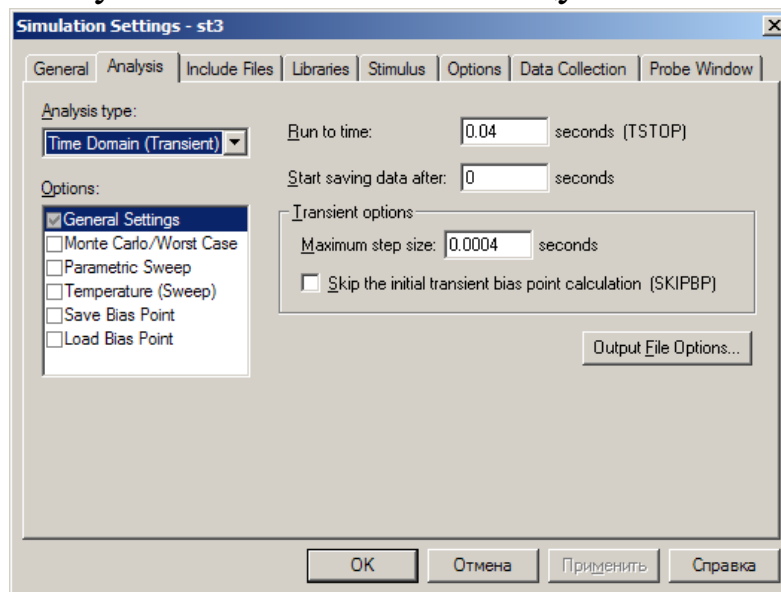 Simulation Settings - st3
General Analysis Include Files Libraries Stimulus Options Data Collection Probe Window
Analysis type:
Time Domain (Transient)
Options:
General Settings
Monte Carlo/Worst Case
Parametric Sweep
Temperature (Sweep)
Save Bias Point
Load Bias Point
Run to time: 0.04 seconds (TSTOP)
Start saving data after: 0 seconds
Transient options
Maximum step size: 0.0004 seconds
Skip the initial transient bias point calculation (SKIPBP)
Output File Options...
OK Отмена Применить Справка